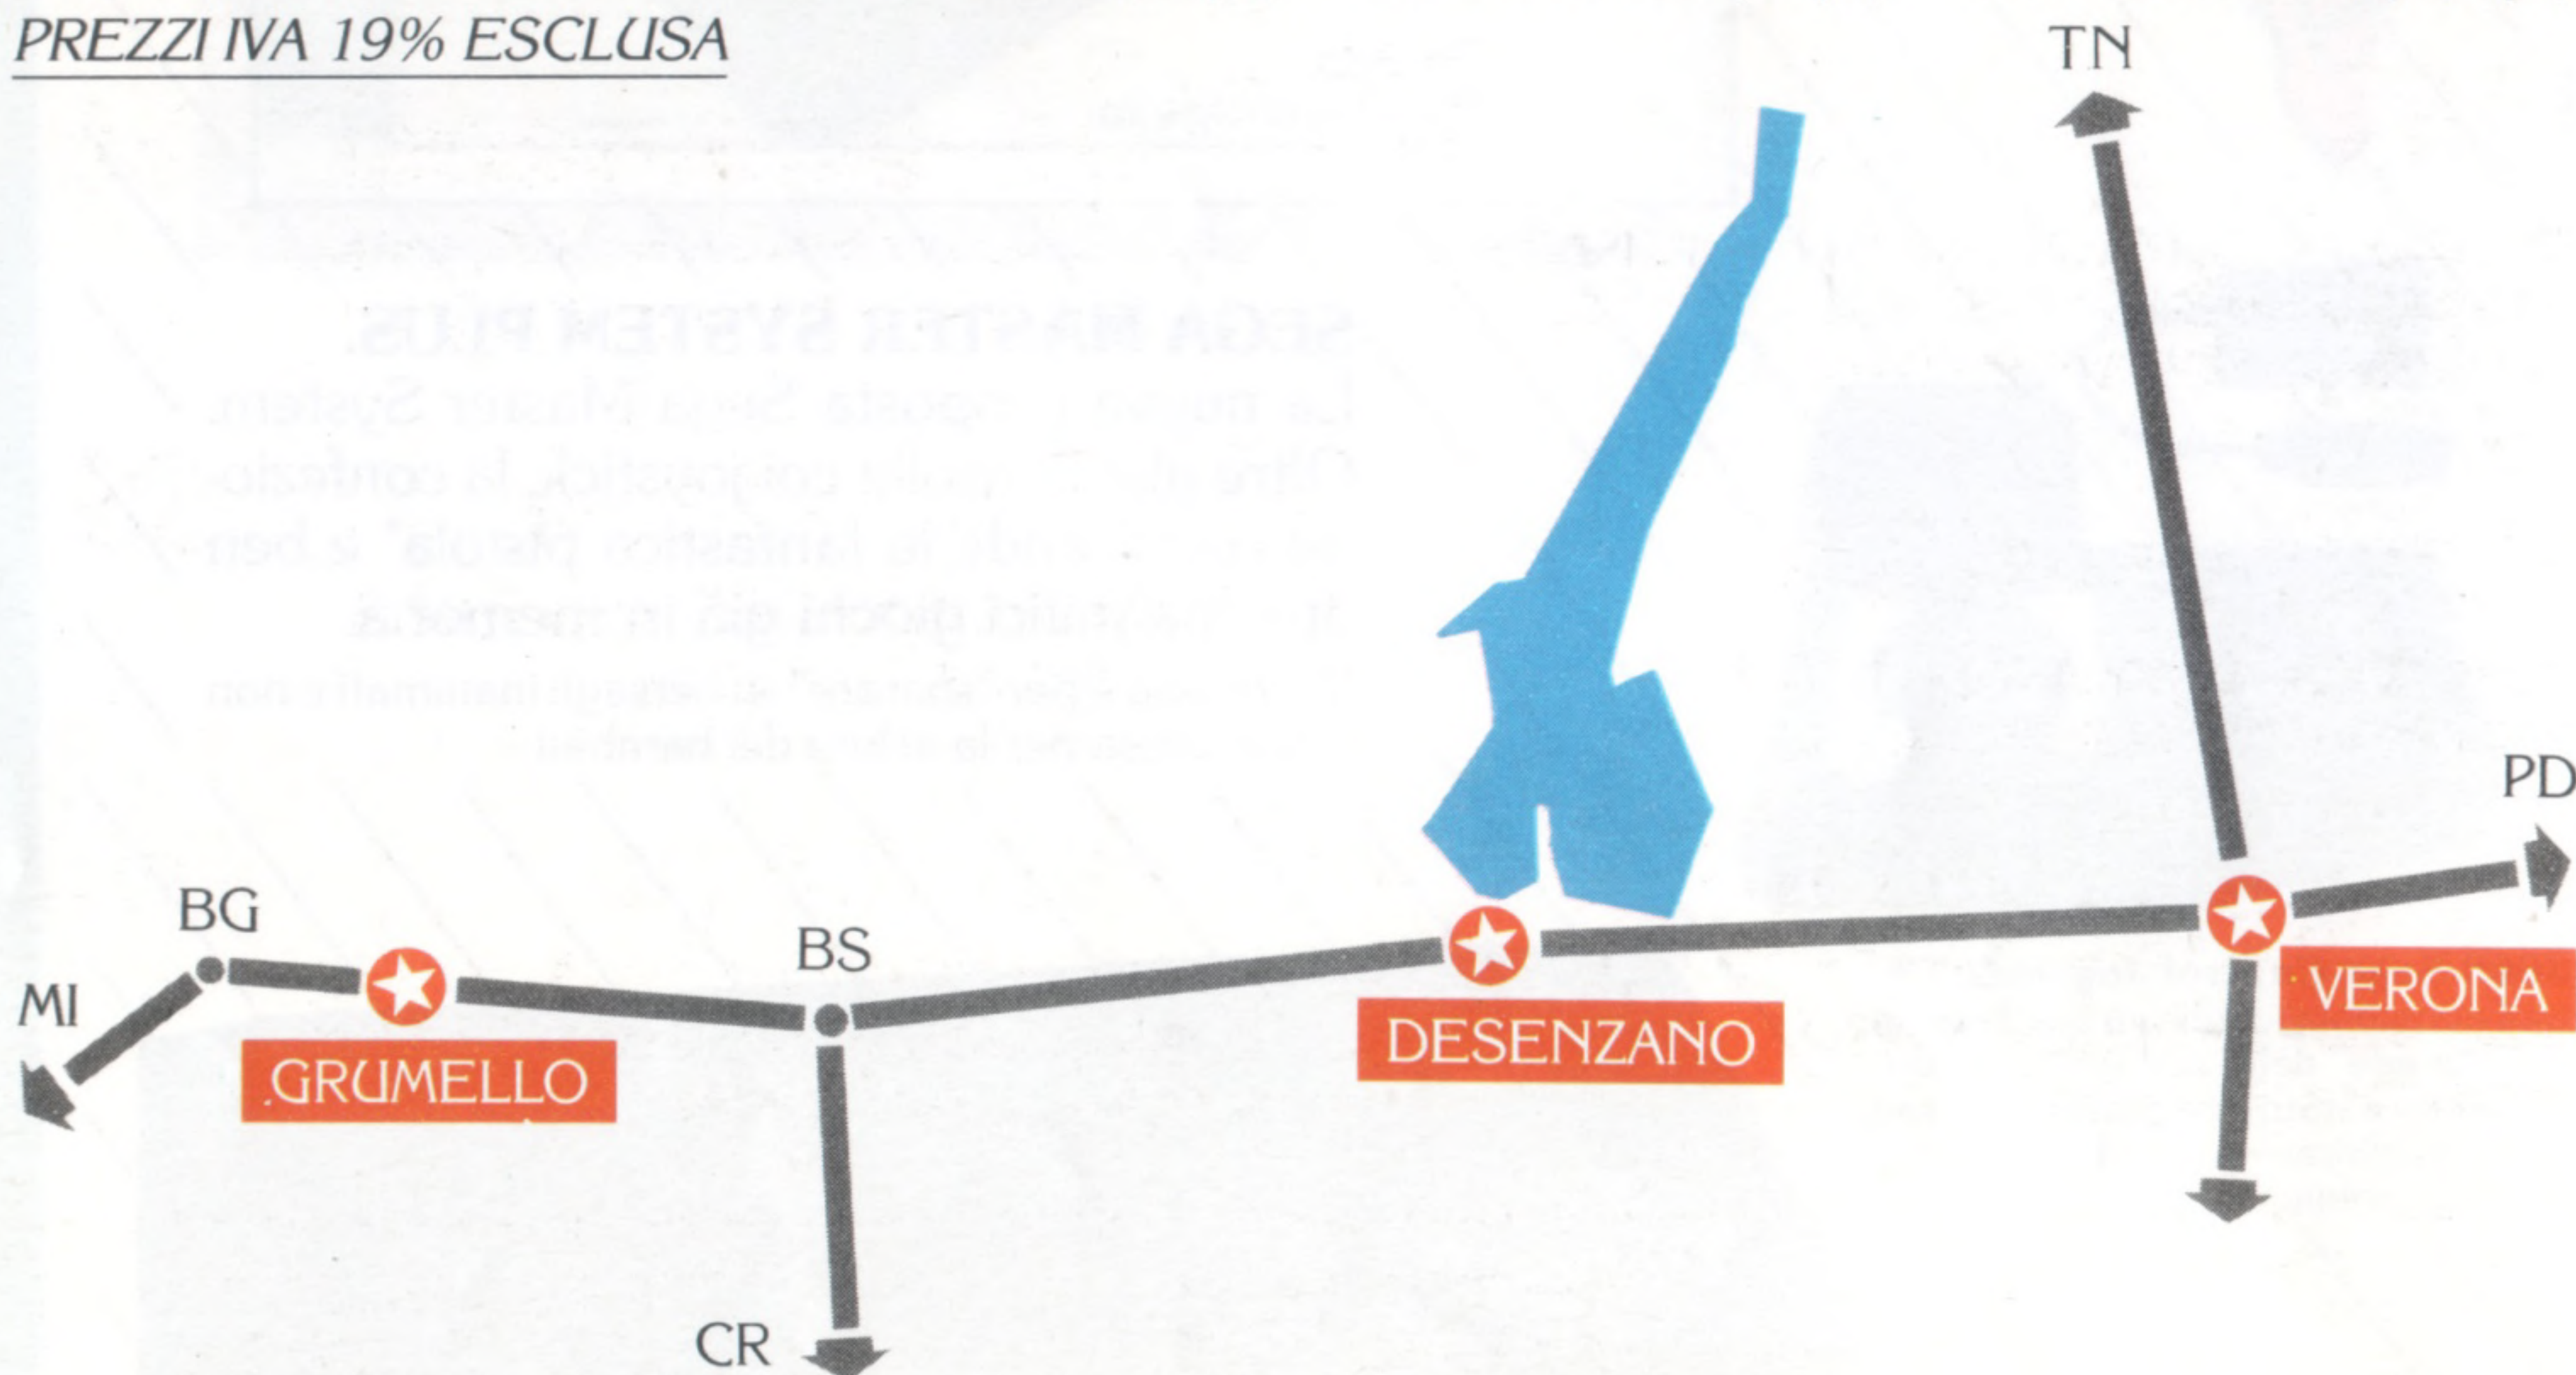 PREZZI IVA 19% ESCLUSA
TN
SEGA MASTER SYSTEM PLUS.
PD
BG
BS
MI
VERONA
DESENZANO
GRUMELLO
CR